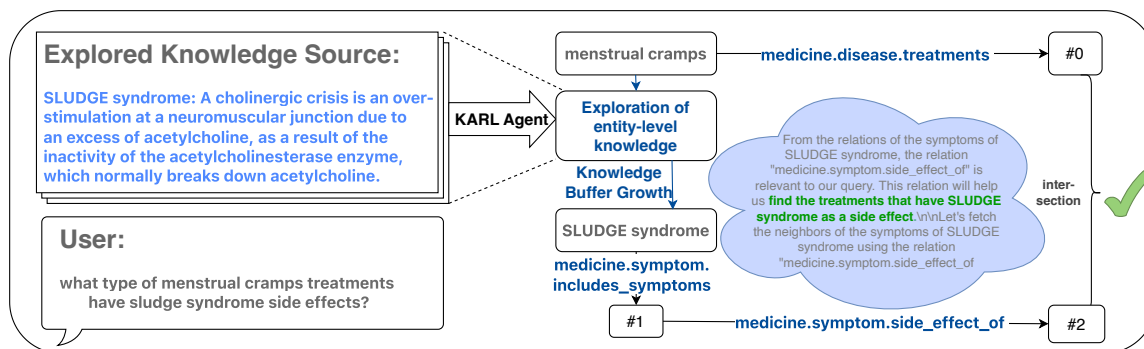 Explored Knowledge Source:
SLUDGE syndrome: A cholinergic crisis is an over-
stimulation at a neuromuscular junction due to
an excess of acetylcholine, as a result of the
inactivity of the acetylcholinesterase enzyme,
which normally breaks down acetylcholine.
User:
what type of menstrual cramps treatments
have sludge syndrome side effects?
KARL Agent
menstrual cramps
medicine.disease.treatments
#0
Exploration of
entity-level
knowledge
Knowledge
Buffer Growth
SLUDGE syndrome
medicine.symptom.
includes_symptoms
#1
medicine.symptom.side_effect_of
#2
From the relations of the symptoms of
SLUDGE syndrome, the relation
"medicine.symptom.side_effect_of" is
relevant to our query. This relation will help
us find the treatments that have SLUDGE
syndrome as a side effect.\n\nLet's fetch
the neighbors of the symptoms of SLUDGE
syndrome using the relation
"medicine.symptom.side_effect_of
inter-
section